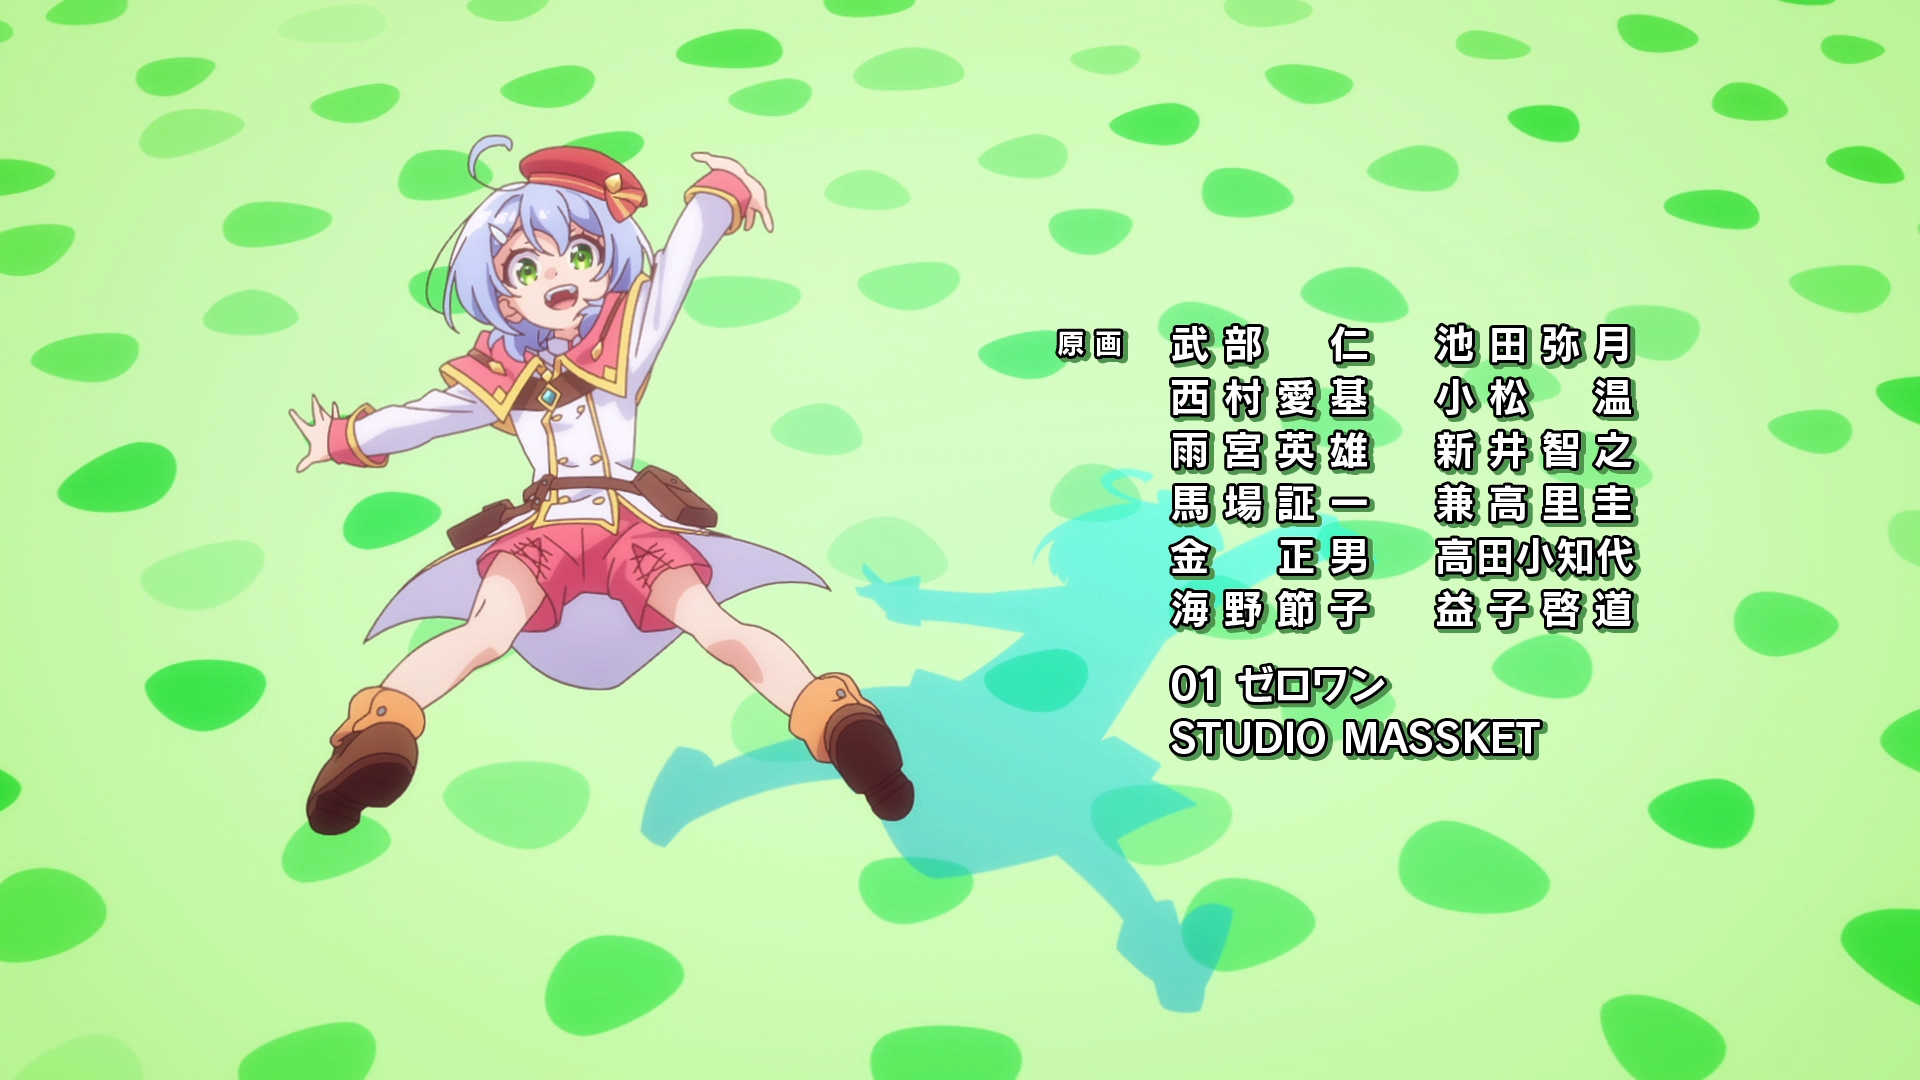 原画 武部 仁 池田弥月
西村愛基 小松 温
雨宮英雄 新井智之
馬場証一 兼高里圭
金 正男 高田小知代
海野節子 益子啓道
01 ゼロワン
STUDIO MASSKET